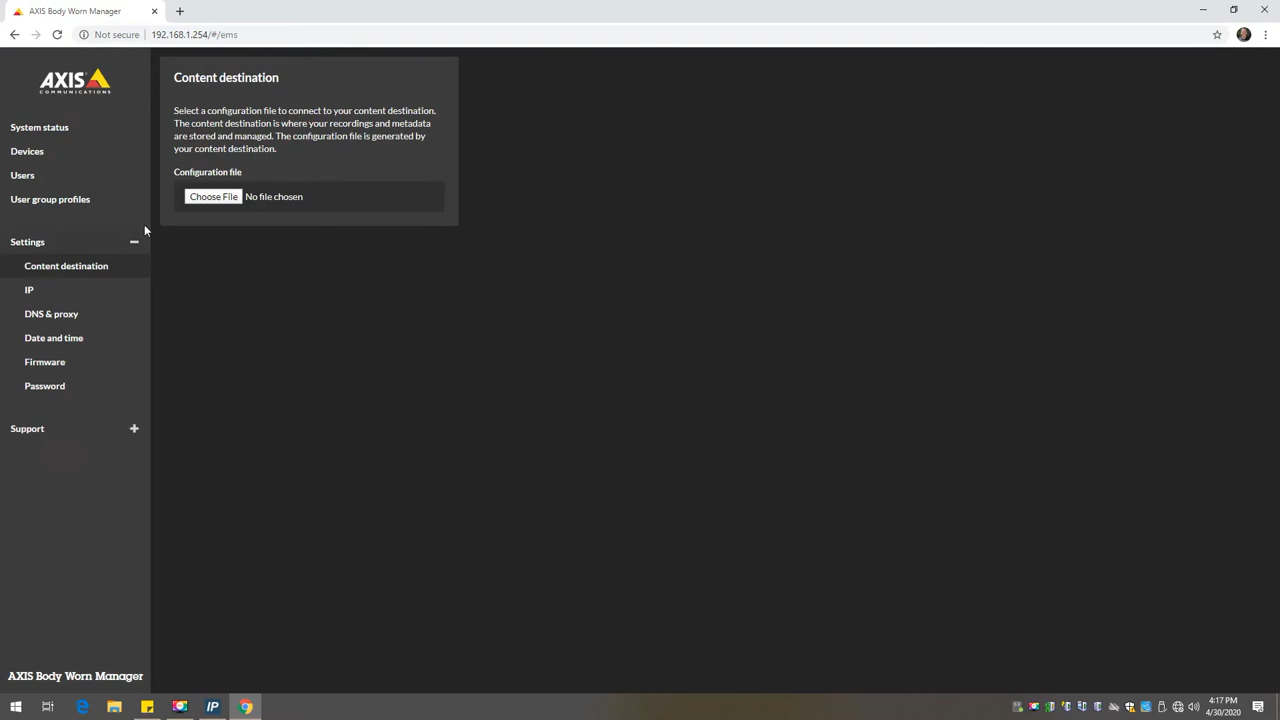 AXIS Body Worn Manager
Not secure
192.168.1.254/#/ems
AXIS
COMMUNICATIONS
System status
Devices
Users
User group profiles
Settings
Content destination
IP
DNS & proxy
Date and time
Firmware
Password
Support
AXIS Body Worn Manager
Content destination
Select a configuration file to connect to your content destination.
The content destination is where your recordings and metadata
are stored and managed. The configuration file is generated by
your content destination.
Configuration file
Choose File No file chosen
IP
4:17 PM
4/30/2020